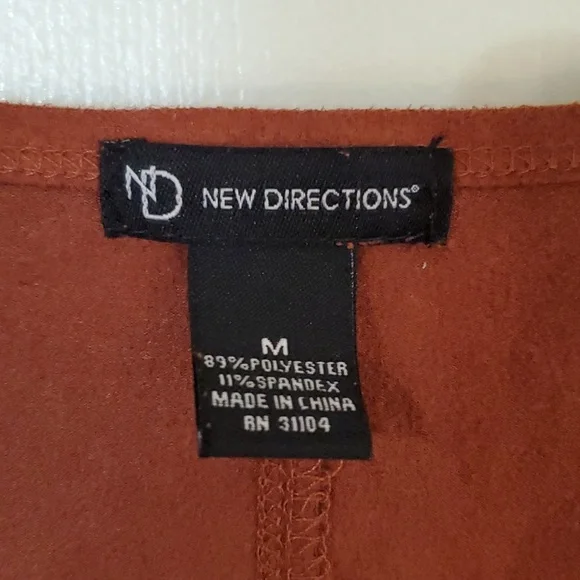 ND NEW DIRECTIONS®
M
89%POLYESTER
11%SPANDEX
MADE IN CHINA
RN 31104